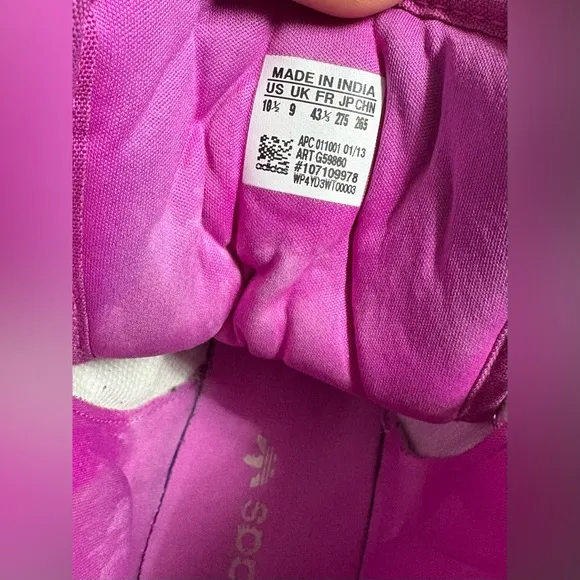 MADE IN INDIA
US UK FR JP CHN
10½ 9 43⅓ 275 265
APC 011001 01/13
ART G59860
#107109978
WP4YD3WT00003
adidas